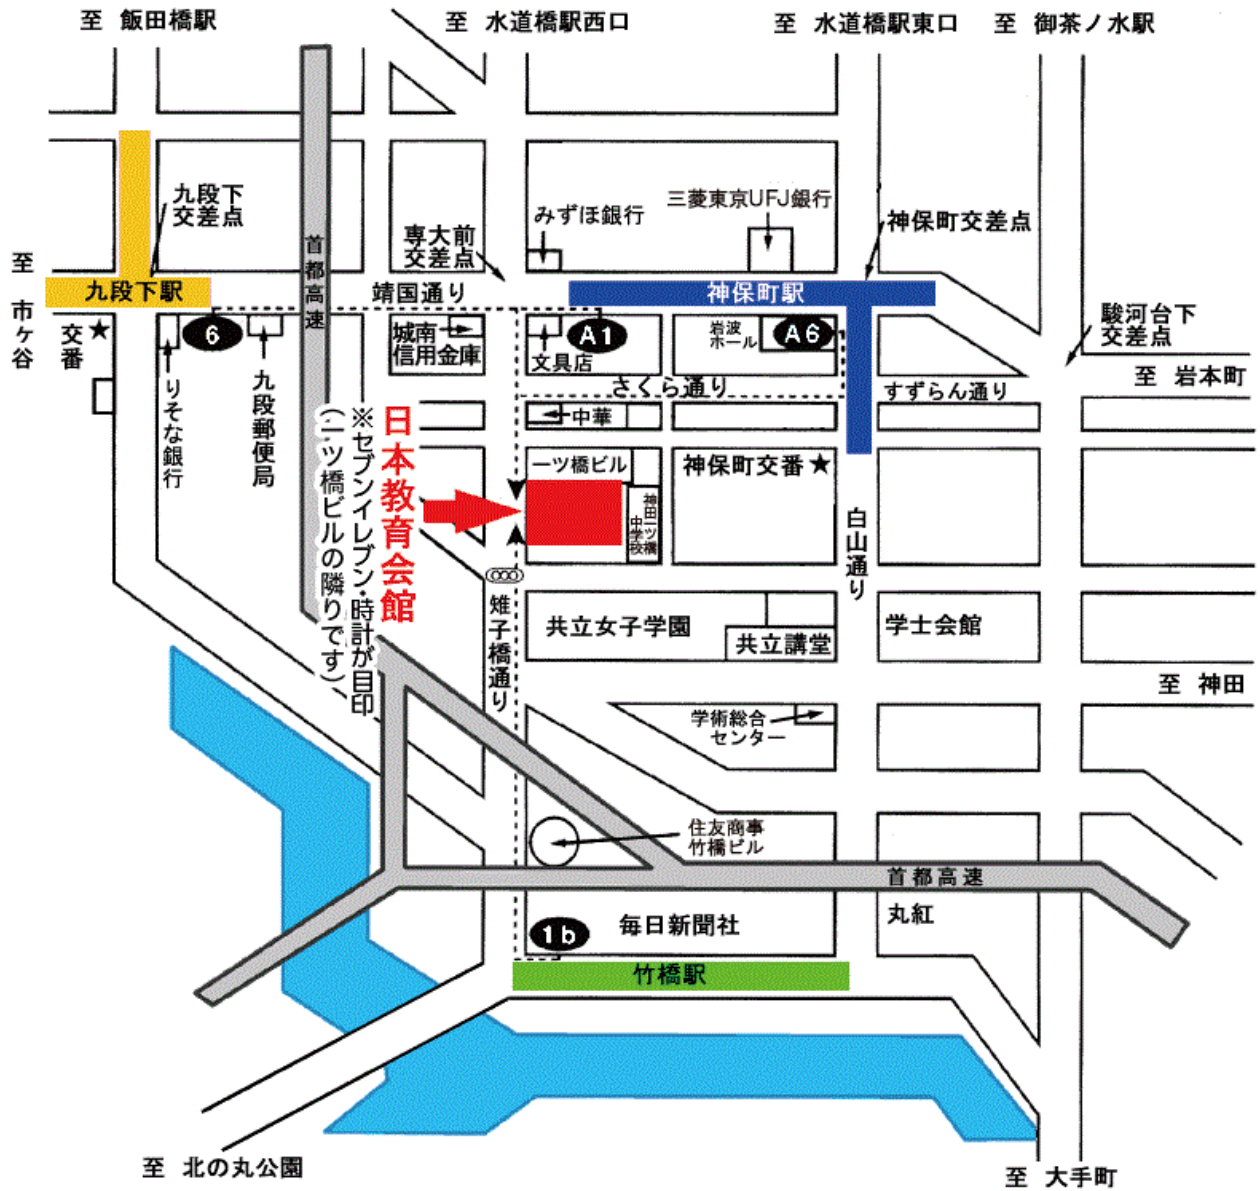 至 飯田橋駅
至 水道橋駅西口
至 水道橋駅東口
至 御茶ノ水駅
九段下
交差点
みずほ銀行
三菱東京UFJ銀行
神保町交差点
専大前
交差点
首都高速
至 市ヶ谷
九段下駅
靖国通り
神保町駅
駿河台下
交差点
交番★
6
城南
信用金庫
文具店
A1
岩波
ホール
A6
至 岩本町
りそな銀行
九段郵便局
さくら通り
すずらん通り
中華
日本教育会館
※セブンイレブン・時計が目印
(一ツ橋ビルの隣りです)
一ツ橋ビル
神保町交番★
神田一ツ橋
中学校
白山通り
雉子橋通り
共立女子学園
共立講堂
学士会館
至 神田
学術総合
センター
住友商事
竹橋ビル
首都高速
丸紅
1b
毎日新聞社
竹橋駅
至 北の丸公園
至 大手町